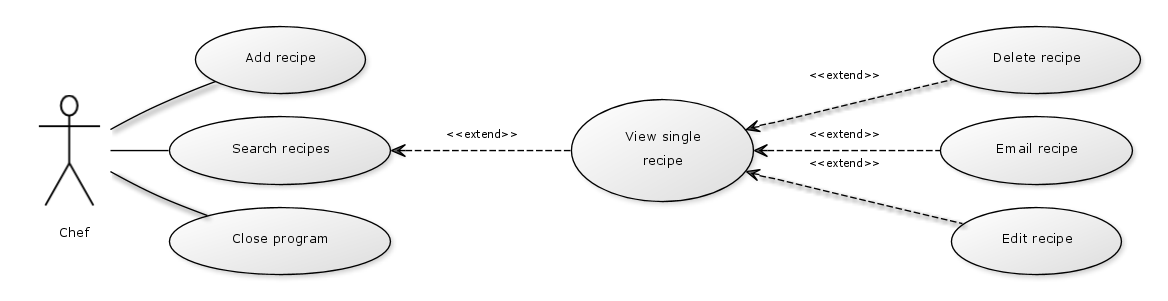 Add recipe
Delete recipe
<<extend>>
Search recipes
<<extend>>
View single
recipe
<<extend>>
Email recipe
<<extend>>
Chef
Close program
Edit recipe